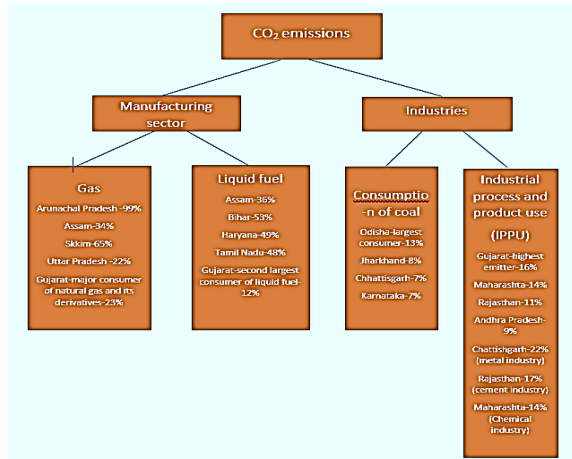 CO₂ emissions
Manufacturing
sector
Industries
Gas
Arunachal Pradesh -99%
Assam-34%
Skkim-65%
Uttar Pradesh -22%
Gujarat-major consumer
of natural gas and its
derivatives-23%
Liquid fuel
Assam-36%
Bihar-53%
Haryana-49%
Tamil Nadu-48%
Gujarat-second largest
consumer of liquid fuel-
12%
Consumptio
-n of coal
Odisha-largest
consumer-13%
Jharkhand-8%
Chhattisgarh-7%
Karnataka-7%
Industrial
process and
product use
(IPPU)
Gujarat-highest
emitter-16%
Maharashta-14%
Rajasthan-11%
Andhra Pradesh-
9%
Chattishgarh-22%
(metal industry)
Rajasthan-17%
(cement industry)
Maharashta-14%
(Chemical
industry)